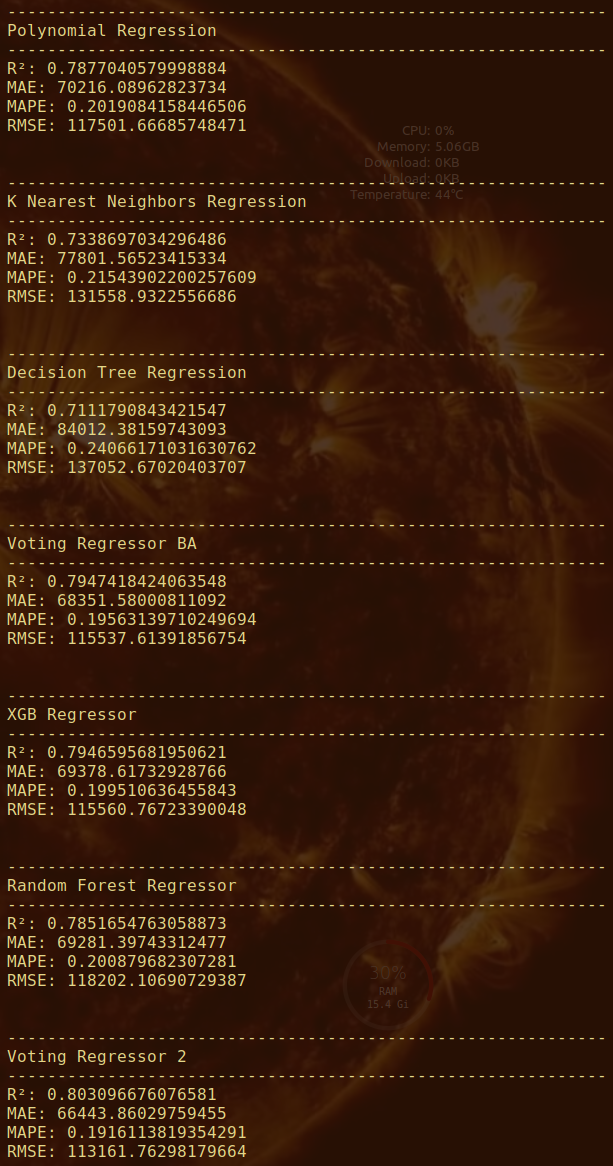 ------------------------------------------------------------
Polynomial Regression
------------------------------------------------------------
R²: 0.7877040579998884
MAE: 70216.08962823734
MAPE: 0.2019084158446506
RMSE: 117501.66685748471
CPU: 0%
Memory: 5.06GB
Download: 0KB
Upload: 0KB
Temperature: 44°C
------------------------------------------------------------
K Nearest Neighbors Regression
------------------------------------------------------------
R²: 0.7338697034296486
MAE: 77801.56523415334
MAPE: 0.21543902200257609
RMSE: 131558.9322556686
------------------------------------------------------------
Decision Tree Regression
------------------------------------------------------------
R²: 0.7111790843421547
MAE: 84012.38159743093
MAPE: 0.24066171031630762
RMSE: 137052.67020403707
------------------------------------------------------------
Voting Regressor BA
------------------------------------------------------------
R²: 0.7947418424063548
MAE: 68351.58000811092
MAPE: 0.19563139710249694
RMSE: 115537.61391856754
------------------------------------------------------------
XGB Regressor
------------------------------------------------------------
R²: 0.7946595681950621
MAE: 69378.61732928766
MAPE: 0.199510636455843
RMSE: 115560.76723390048
------------------------------------------------------------
Random Forest Regressor
------------------------------------------------------------
R²: 0.7851654763058873
MAE: 69281.39743312477
MAPE: 0.200879682307281
RMSE: 118202.10690729387
30%
RAM
15.4 Gi
------------------------------------------------------------
Voting Regressor 2
------------------------------------------------------------
R²: 0.803096676076581
MAE: 66443.86029759455
MAPE: 0.1916113819354291
RMSE: 113161.76298179664